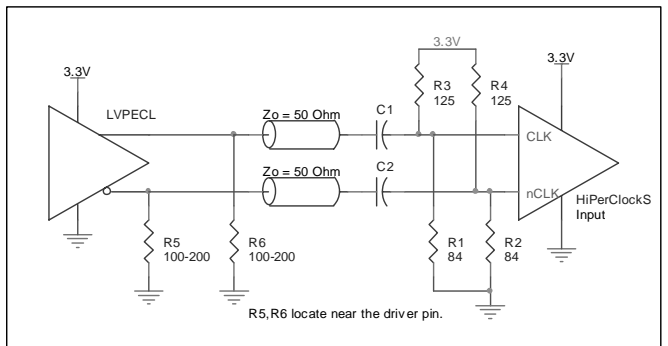 3.3V
3.3V
3.3V
LVPECL
Zo = 50 Ohm
C1
R3
125
R4
125
CLK
Zo = 50 Ohm
C2
nCLK
HiPerClockS
Input
R5
100-200
R6
100-200
R1
84
R2
84
R5,R6 locate near the driver pin.